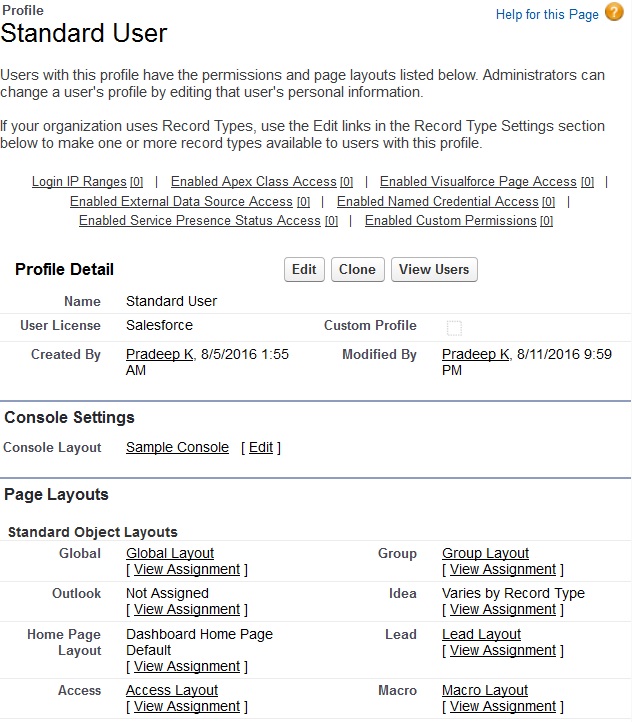 Profile
Standard User
Help for this Page ?
Users with this profile have the permissions and page layouts listed below. Administrators can
change a user's profile by editing that user's personal information.
If your organization uses Record Types, use the Edit links in the Record Type Settings section
below to make one or more record types available to users with this profile.
Login IP Ranges [0] | Enabled Apex Class Access [0] | Enabled Visualforce Page Access [0] |
Enabled External Data Source Access [0] | Enabled Named Credential Access [0] |
Enabled Service Presence Status Access [0] | Enabled Custom Permissions [0]
Profile Detail Edit Clone View Users
Name Standard User
User License Salesforce Custom Profile
Created By Pradeep K, 8/5/2016 1:55 Modified By Pradeep K, 8/11/2016 9:59
AM PM
Console Settings
Console Layout Sample Console [ Edit ]
Page Layouts
Standard Object Layouts
Global Global Layout Group Group Layout
[ View Assignment ] [ View Assignment ]
Outlook Not Assigned Idea Varies by Record Type
[ View Assignment ] [ View Assignment ]
Home Page Dashboard Home Page Lead Lead Layout
Layout Default [ View Assignment ]
[ View Assignment ]
Access Access Layout Macro Macro Layout
[ View Assignment ] [ View Assignment ]